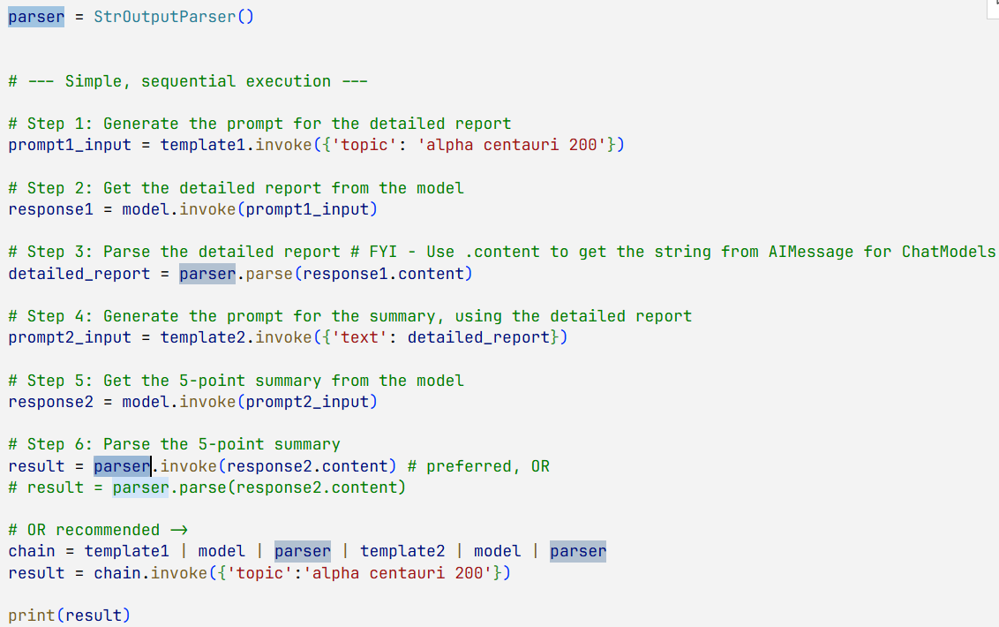 parser = StrOutputParser()
# --- Simple, sequential execution ---
# Step 1: Generate the prompt for the detailed report
prompt1_input = template1.invoke({'topic': 'alpha centauri 200'})
# Step 2: Get the detailed report from the model
response1 = model.invoke(prompt1_input)
# Step 3: Parse the detailed report # FYI - Use .content to get the string from AIMessage for ChatModels
detailed_report = parser.parse(response1.content)
# Step 4: Generate the prompt for the summary, using the detailed report
prompt2_input = template2.invoke({'text': detailed_report})
# Step 5: Get the 5-point summary from the model
response2 = model.invoke(prompt2_input)
# Step 6: Parse the 5-point summary
result = parser.invoke(response2.content) # preferred, OR
# result = parser.parse(response2.content)
# OR recommended ->
chain = template1 | model | parser | template2 | model | parser
result = chain.invoke({'topic':'alpha centauri 200'})
print(result)